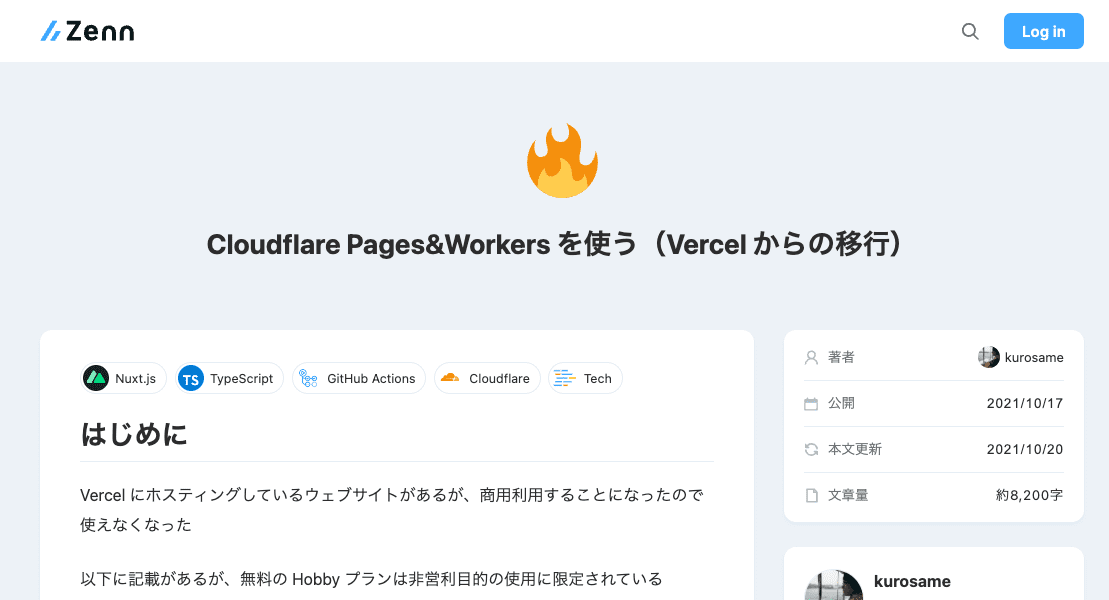 Zenn
Log in
Cloudflare Pages&Workers を使う（Vercel からの移行）
Nuxt.js
TS TypeScript
GitHub Actions
Cloudflare
Tech
はじめに
Vercel にホスティングしているウェブサイトがあるが、商用利用することになったので
使えなくなった
以下に記載があるが、無料の Hobby プランは非営利目的の使用に限定されている
著者 kurosame
公開 2021/10/17
本文更新 2021/10/20
文章量 約8,200字
kurosame